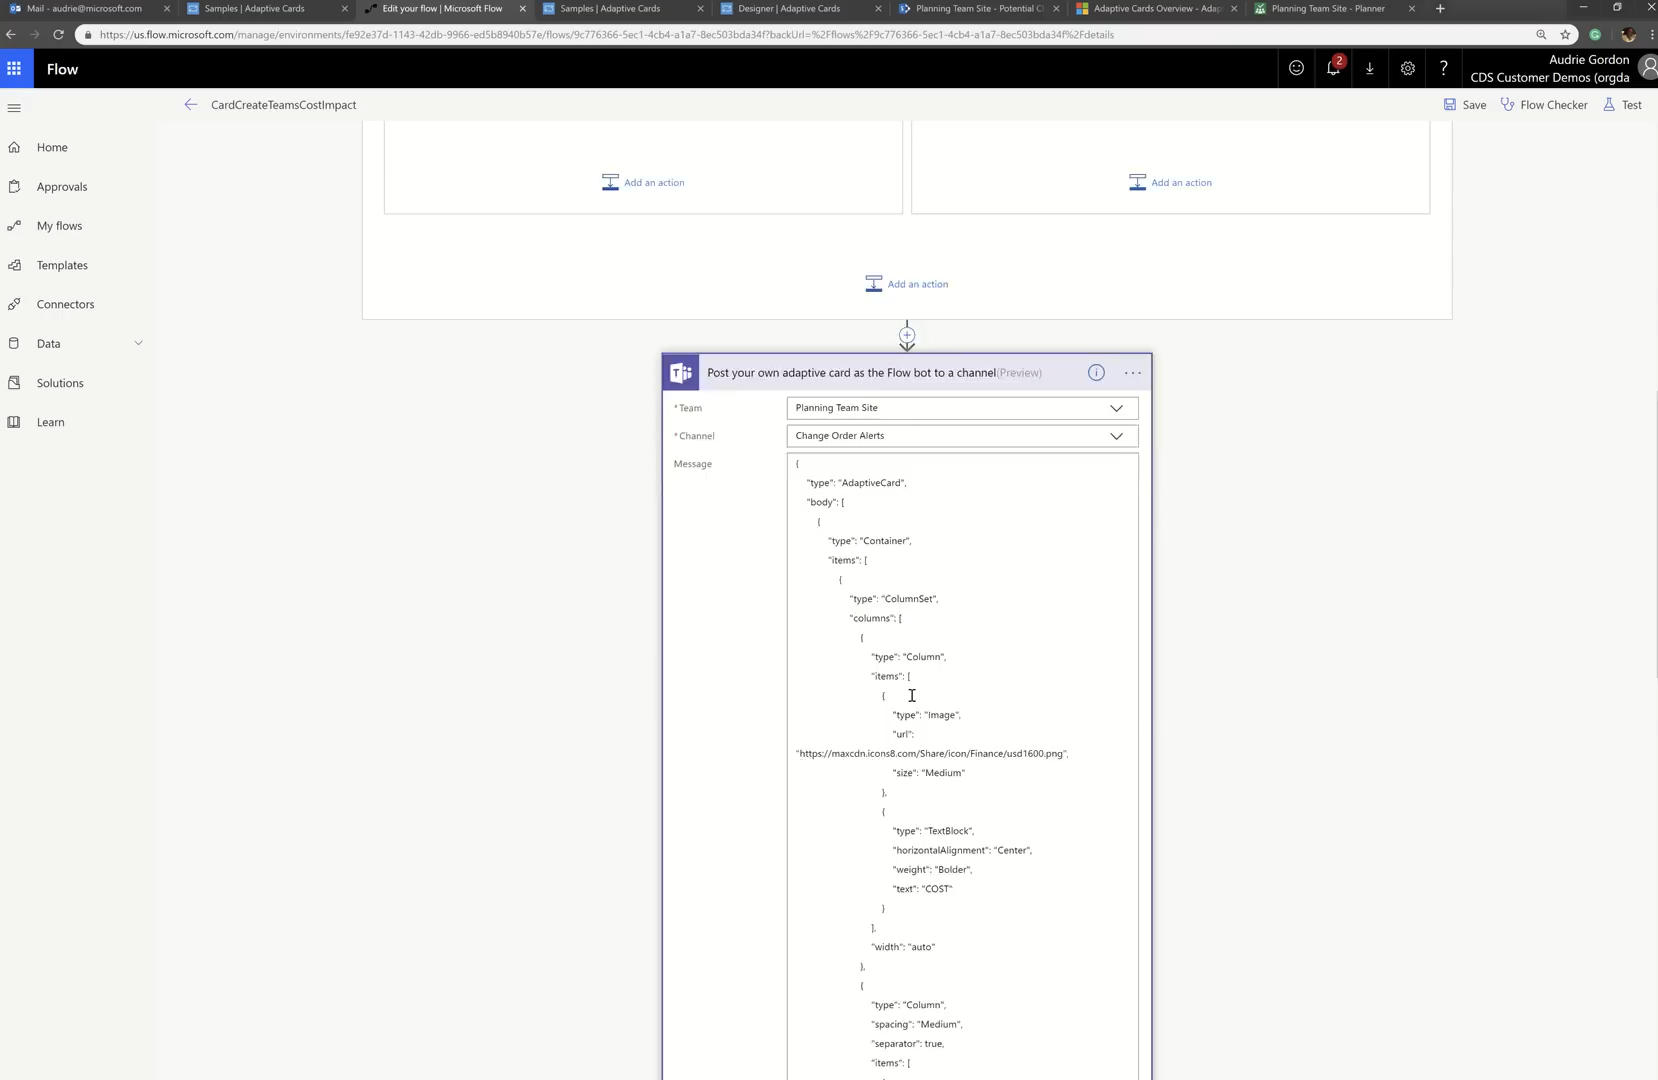 Mail - audrie@microsoft.com
Samples | Adaptive Cards
Edit your flow | Microsoft Flow
Samples | Adaptive Cards
Designer | Adaptive Cards
Planning Team Site - Potential C
Adaptive Cards Overview - Adap
Planning Team Site - Planner
https://us.flow.microsoft.com/manage/environments/fe92e37d-1143-42db-9966-ed5b8940b57e/flows/9c776366-5ec1-4cb4-a1a7-8ec503bda34f?backUrl=%2Fflows%2F9c776366-5ec1-4cb4-a1a7-8ec503bda34f%2Fdetails
Flow
2
?
Audrie Gordon
CDS Customer Demos (orgda
CardCreateTeamsCostImpact
Save
Flow Checker
Test
Home
Approvals
My flows
Templates
Connectors
Data
Solutions
Learn
Add an action
Add an action
Add an action
Post your own adaptive card as the Flow bot to a channel(Preview)
* Team
Planning Team Site
* Channel
Change Order Alerts
Message
{
"type": "AdaptiveCard",
"body": [
{
"type": "Container",
"items": [
{
"type": "ColumnSet",
"columns": [
{
"type": "Column",
"items": [
{
"type": "Image",
"url":
"https://maxcdn.icons8.com/Share/icon/Finance/usd1600.png",
"size": "Medium"
},
{
"type": "TextBlock",
"horizontalAlignment": "Center",
"weight": "Bolder",
"text": "COST"
}
],
"width": "auto"
},
{
"type": "Column",
"spacing": "Medium",
"separator": true,
"items": [